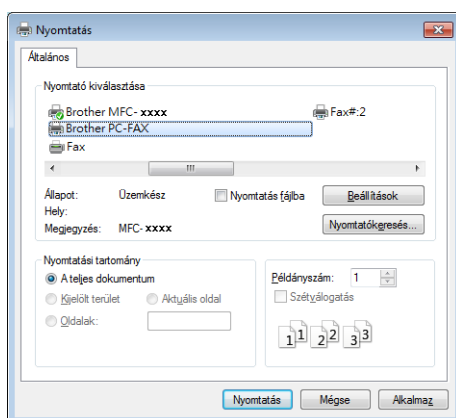 Nyomtatás
Általános
Nyomtató kiválasztása
Brother MFC- xxxx
Fax#:2
Brother PC-FAX
Fax
Állapot: Üzemkész
Nyomtatás fájlba
Beállítások
Hely:
Megjegyzés: MFC- xxxx
Nyomtatókeresés...
Nyomtatási tartomány
A teljes dokumentum
Kijelölt terület
Aktuális oldal
Oldalak:
Példányszám: 1
Szétválogatás
1 1 2 2 3 3
Nyomtatás
Mégse
Alkalmaz